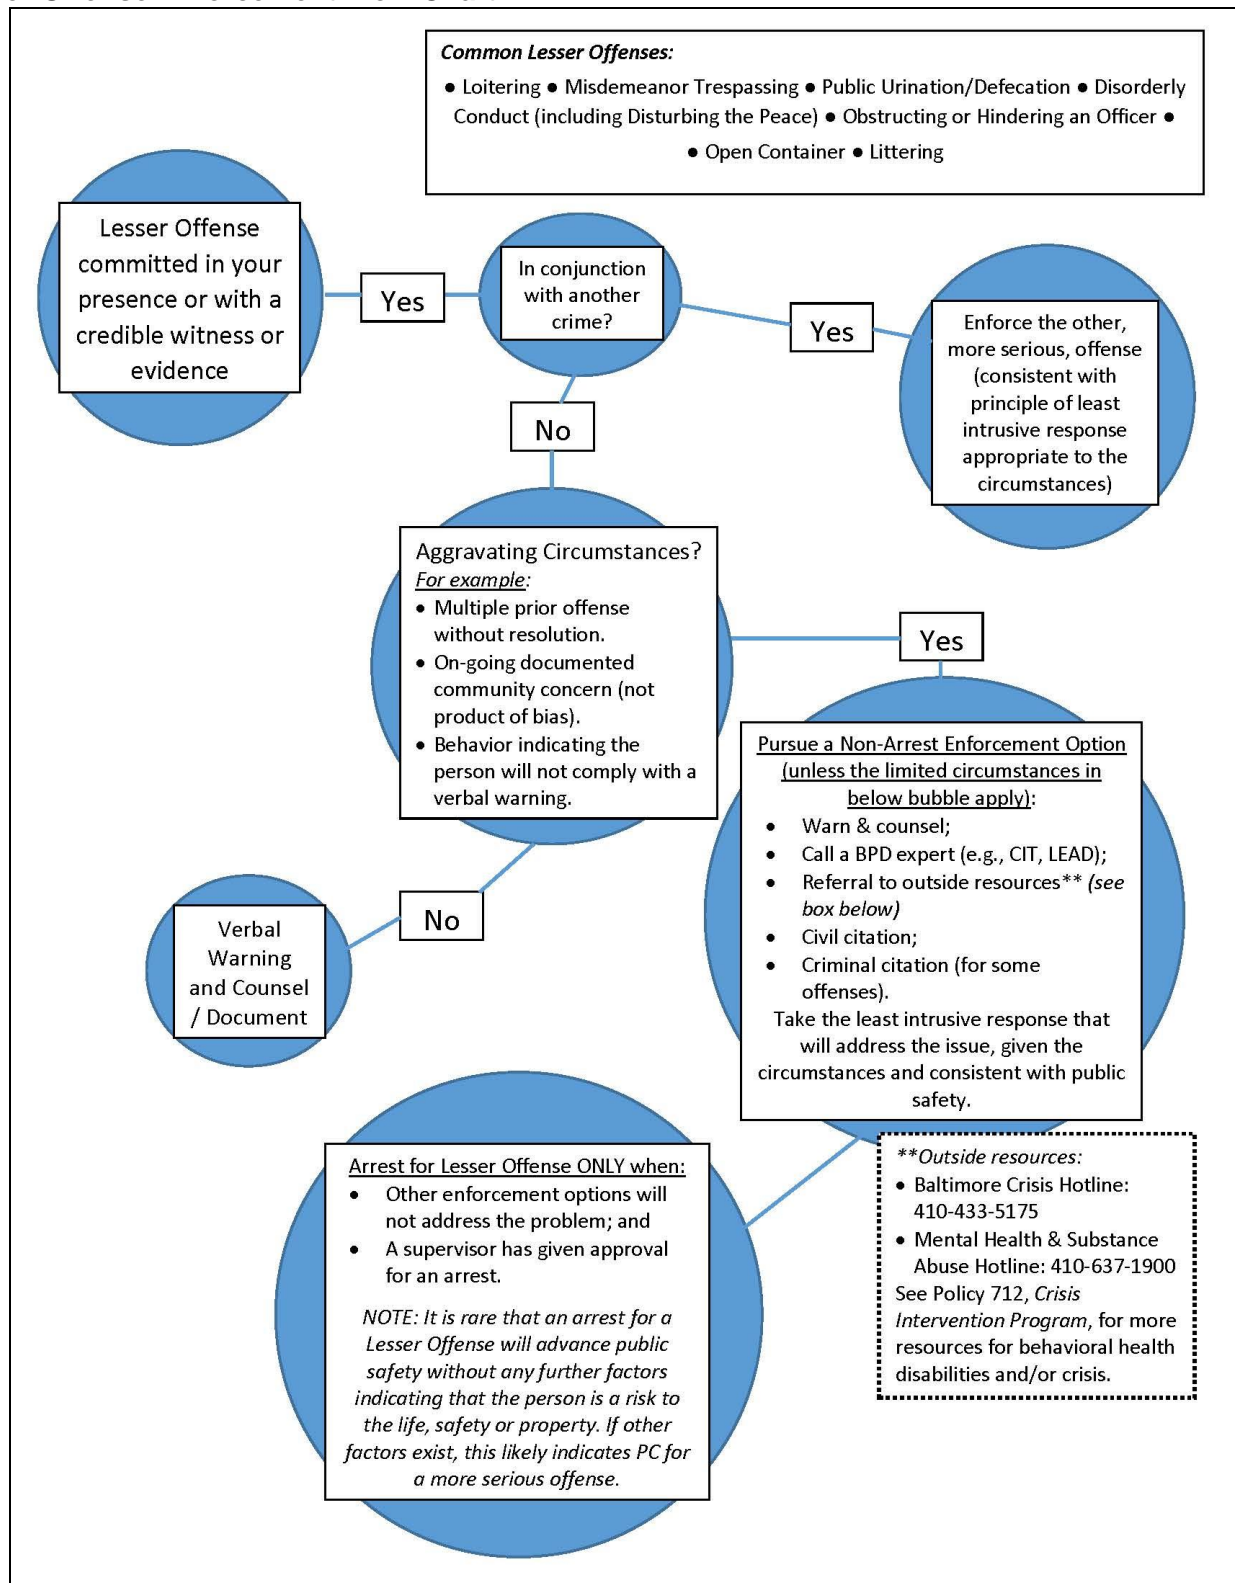 Common Lesser Offenses:
● Loitering ● Misdemeanor Trespassing ● Public Urination/Defecation ● Disorderly
Conduct (including Disturbing the Peace) ● Obstructing or Hindering an Officer ●
● Open Container ● Littering
Lesser Offense
committed in your
presence or with a
credible witness or
evidence
Yes
In conjunction
with another
crime?
Yes
Enforce the other,
more serious, offense
(consistent with
principle of least
intrusive response
appropriate to the
circumstances)
No
Aggravating Circumstances?
For example:
● Multiple prior offense
without resolution.
● On-going documented
community concern (not
product of bias).
● Behavior indicating the
person will not comply with a
verbal warning.
Yes
Pursue a Non-Arrest Enforcement Option
(unless the limited circumstances in
below bubble apply):
● Warn & counsel;
● Call a BPD expert (e.g., CIT, LEAD);
● Referral to outside resources** (see
box below)
● Civil citation;
● Criminal citation (for some
offenses).
Take the least intrusive response that
will address the issue, given the
circumstances and consistent with public
safety.
No
Verbal
Warning
and Counsel
/ Document
Arrest for Lesser Offense ONLY when:
● Other enforcement options will
not address the problem; and
● A supervisor has given approval
for an arrest.
NOTE: It is rare that an arrest for a
Lesser Offense will advance public
safety without any further factors
indicating that the person is a risk to
the life, safety or property. If other
factors exist, this likely indicates PC for
a more serious offense.
**Outside resources:
● Baltimore Crisis Hotline:
410-433-5175
● Mental Health & Substance
Abuse Hotline: 410-637-1900
See Policy 712, Crisis
Intervention Program, for more
resources for behavioral health
disabilities and/or crisis.